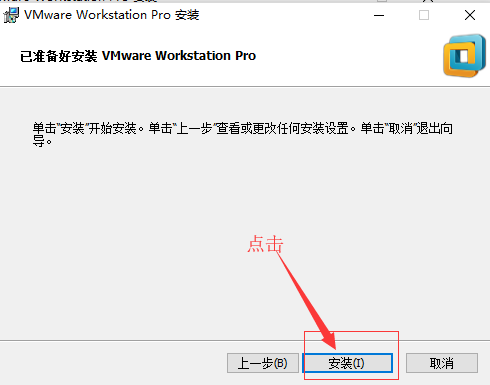 VMware Workstation Pro 安装
已准备好安装 VMware Workstation Pro
单击“安装”开始安装。单击“上一步”查看或更改任何安装设置。单击“取消”退出向
导。
点击
上一步(B)
安装(I)
取消